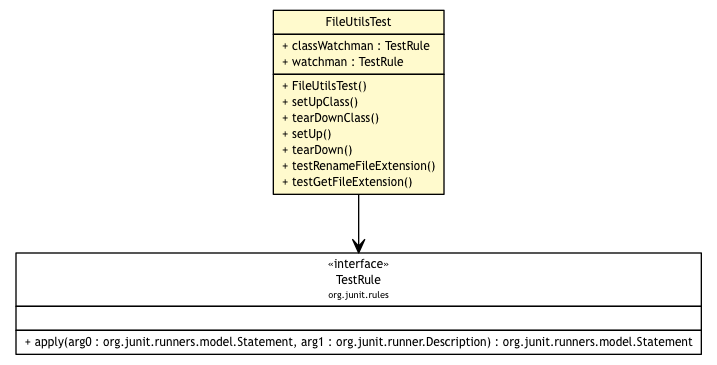 FileUtilsTest
+ classWatchman : TestRule
+ watchman : TestRule
+ FileUtilsTest()
+ setUpClass()
+ tearDownClass()
+ setUp()
+ tearDown()
+ testRenameFileExtension()
+ testGetFileExtension()
«interface»
TestRule
org.junit.rules
+ apply(arg0 : org.junit.runners.model.Statement, arg1 : org.junit.runner.Description) : org.junit.runners.model.Statement